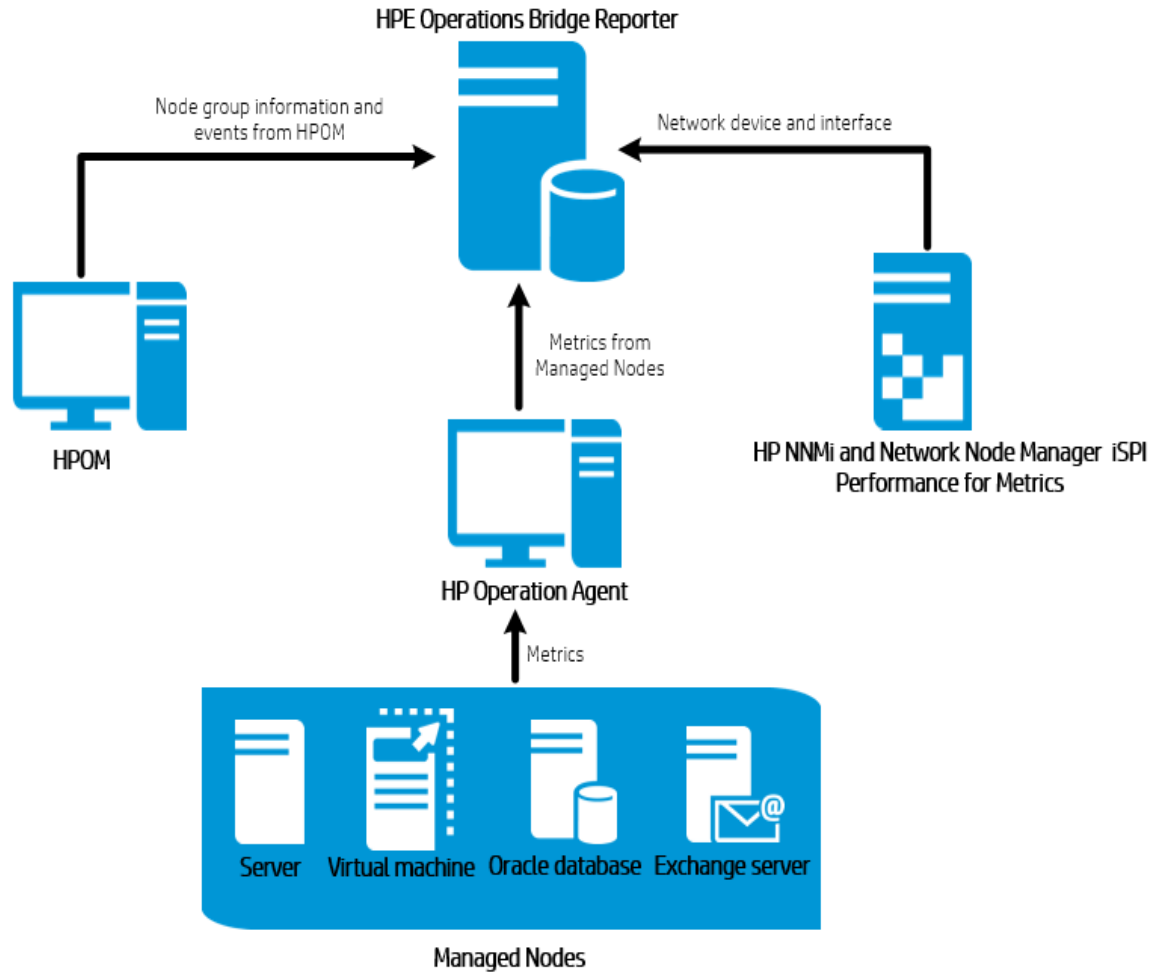 HPE Operations Bridge Reporter
Node group information and
events from HPOM
Network device and interface
Metrics from
Managed Nodes
HPOM
HP NNMi and Network Node Manager iSPI
Performance for Metrics
HP Operation Agent
Metrics
@
Server
Virtual machine
Oracle database
Exchange server
Managed Nodes